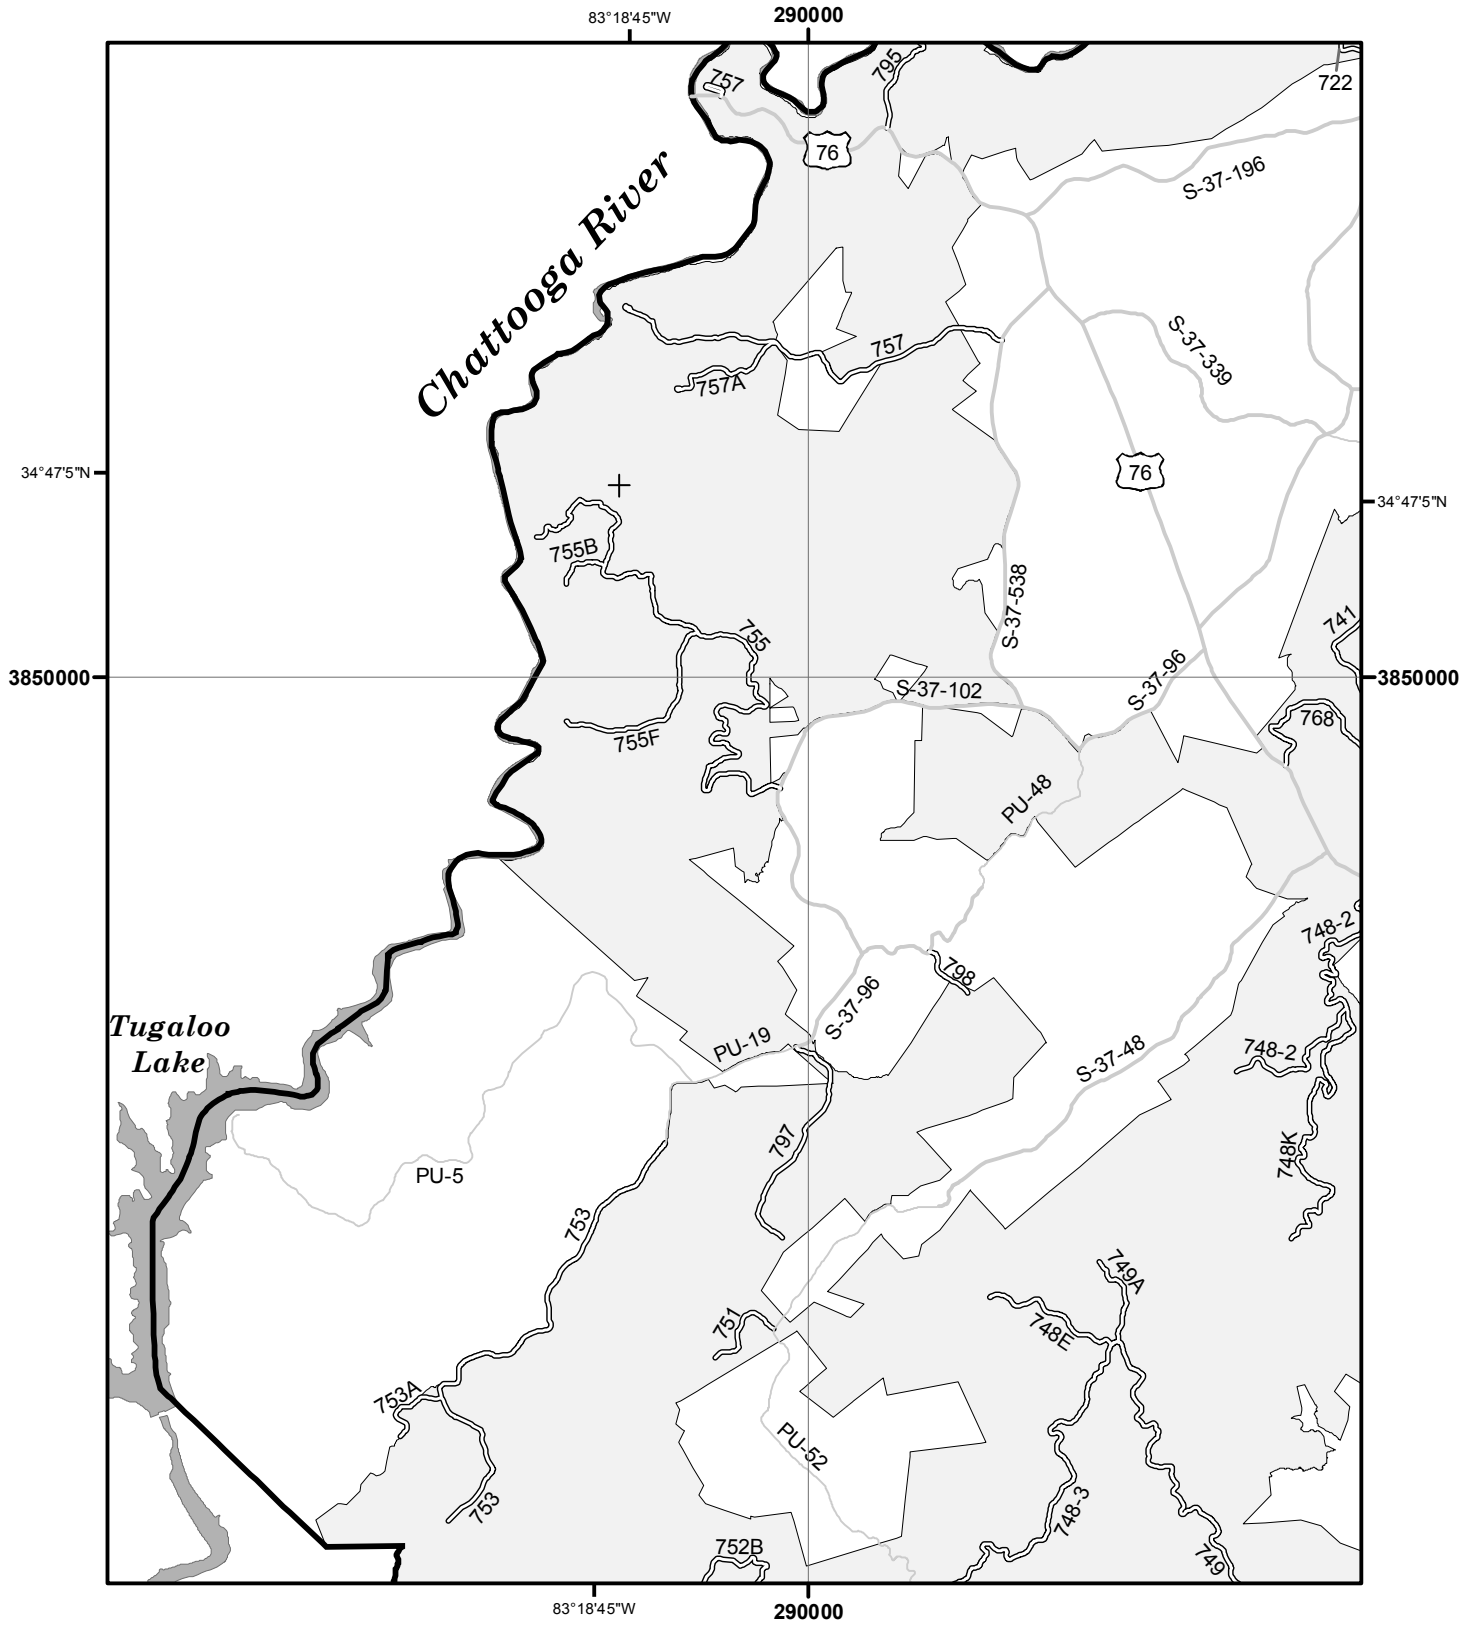 83°18'45"W
290000
757
795
722
76
S-37-196
Chattooga River
757
757A
S-37-339
34°47'5"N
76
34°47'5"N
755B
S-37-538
755
741
3850000
S-37-102
S-37-96
3850000
768
755F
PU-48
748-2
798
S-37-96
Tugaloo
Lake
PU-19
S-37-48
748-2
797
748K
PU-5
753
749A
751
748E
753A
PU-52
753
748-3
752B
749
83°18'45"W
290000